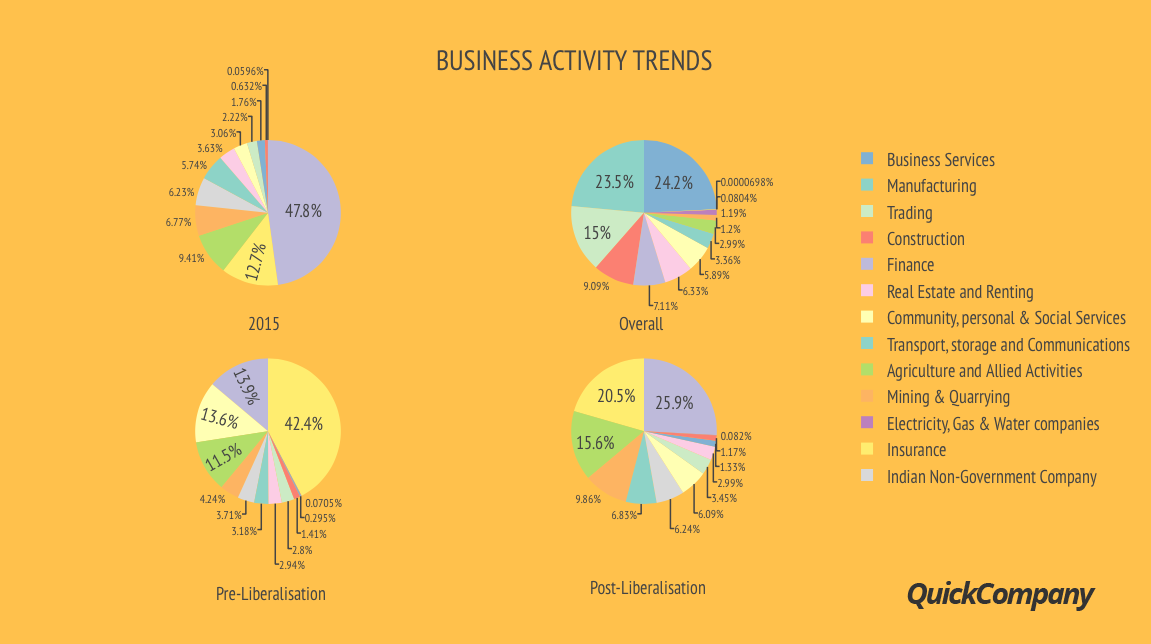 BUSINESS ACTIVITY TRENDS
0.0596%
0.632%
1.76%
2.22%
3.06%
3.63%
5.74%
6.23%
6.77%
9.41%
12.7%
47.8%
2015
23.5%
24.2%
0.0000698%
0.0804%
1.19%
1.2%
2.99%
3.36%
5.89%
6.33%
7.11%
9.09%
15%
Overall
13.9%
13.6%
11.5%
42.4%
4.24%
3.71%
3.18%
0.0705%
0.295%
1.41%
2.8%
2.94%
Pre-Liberalisation
20.5%
25.9%
15.6%
9.86%
6.83%
0.082%
1.17%
1.33%
2.99%
3.45%
6.09%
6.24%
Post-Liberalisation
Business Services
Manufacturing
Trading
Construction
Finance
Real Estate and Renting
Community, personal & Social Services
Transport, storage and Communications
Agriculture and Allied Activities
Mining & Quarrying
Electricity, Gas & Water companies
Insurance
Indian Non-Government Company
QuickCompany